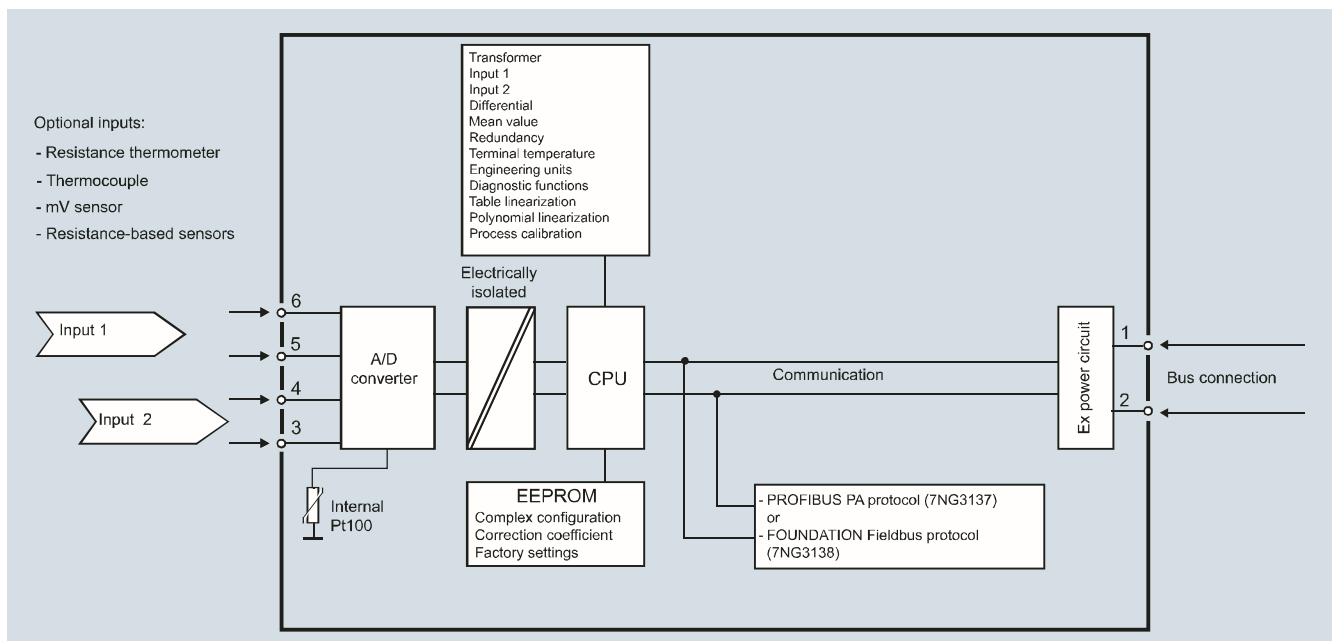 Transformer
Input 1
Input 2
Differential
Mean value
Redundancy
Terminal temperature
Engineering units
Diagnostic functions
Table linearization
Polynomial linearization
Process calibration
Optional inputs:
- Resistance thermometer
- Thermocouple
- mV sensor
- Resistance-based sensors
Electrically
isolated
Input 1
Input 2
6
5
4
3
A/D
converter
CPU
Communication
Ex power circuit
1
2
Bus connection
Internal
Pt100
EEPROM
Complex configuration
Correction coefficient
Factory settings
- PROFIBUS PA protocol (7NG3137)
or
- FOUNDATION Fieldbus protocol
(7NG3138)